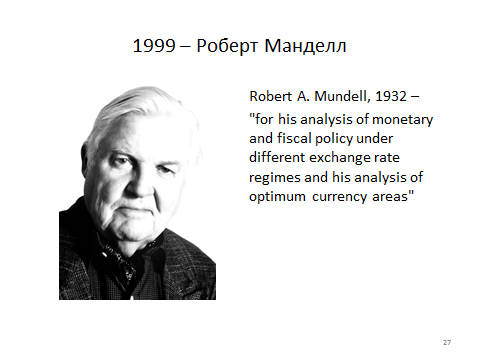 1999 – Роберт Манделл
Robert A. Mundell, 1932 –
"for his analysis of monetary
and fiscal policy under
different exchange rate
regimes and his analysis of
optimum currency areas"
27